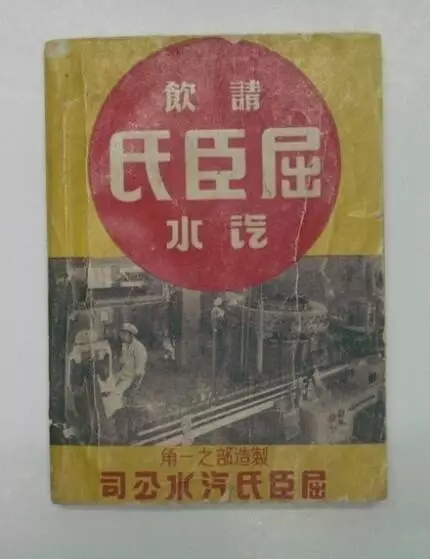 請飲
屈臣氏
汽水
製造部之一角
屈臣氏汽水公司